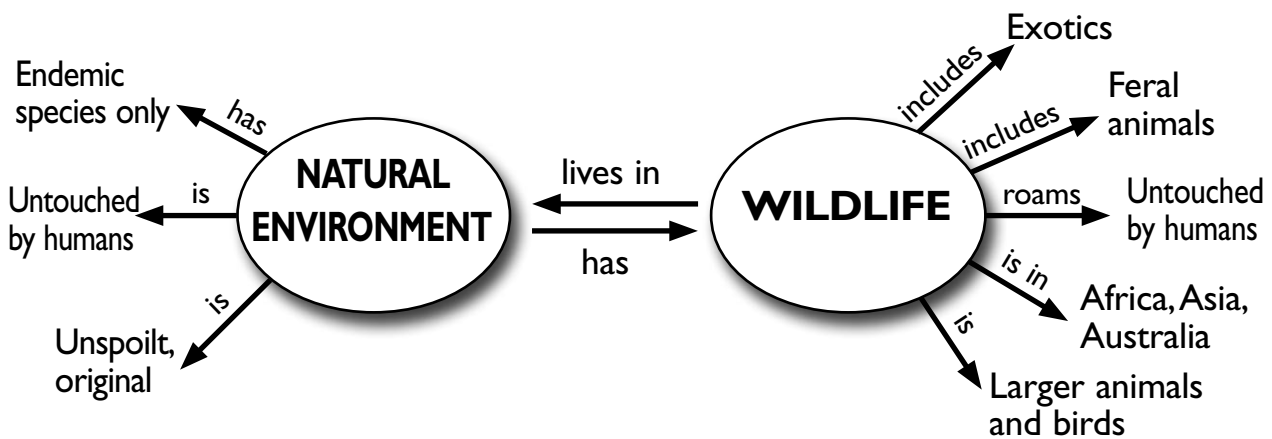 Endemic
species only
has
Untouched
by humans
is
Unspoilt,
original
is
NATURAL
ENVIRONMENT
lives in
has
WILDLIFE
includes
Exotics
includes
Feral
animals
roams
Untouched
by humans
is in
Africa, Asia,
Australia
is
Larger animals
and birds